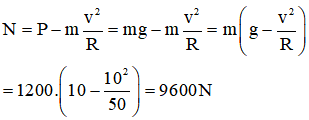 N = P − m v²/R = mg − m v²/R = m(g − v²/R)
= 1200.(10 − 10²/50) = 9600N